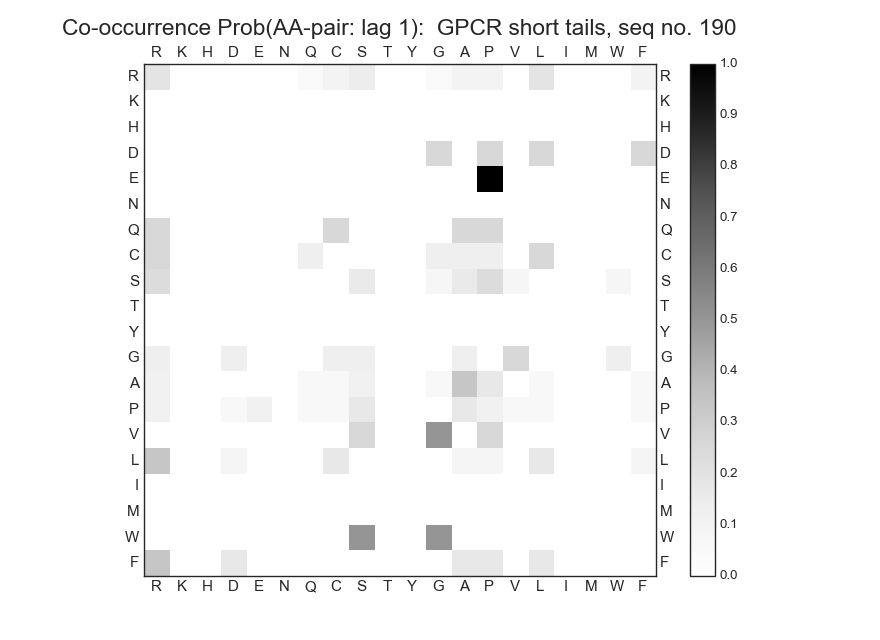 Co-occurrence Prob(AA-pair: lag 1):  GPCR short tails, seq no. 190
R K H D E N Q C S T Y G A P V L I M W F
R R 1.0
K K
H H 0.9
D D
E E 0.8
N N
Q Q 0.7
C C
S S 0.6
T T
Y Y 0.5
G G
A A 0.4
P P
V V 0.3
L L
I I 0.2
M M
W W 0.1
F F
0.0
R K H D E N Q C S T Y G A P V L I M W F